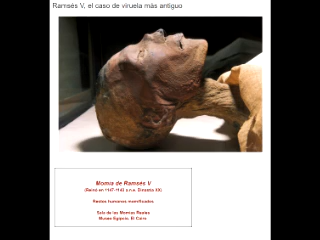 Ramsés V, el caso de viruela más antiguo
Momia de Ramsés V
Restos humanos momificados
Sala de las Momias Reales
Museo Egipcio, El Cairo